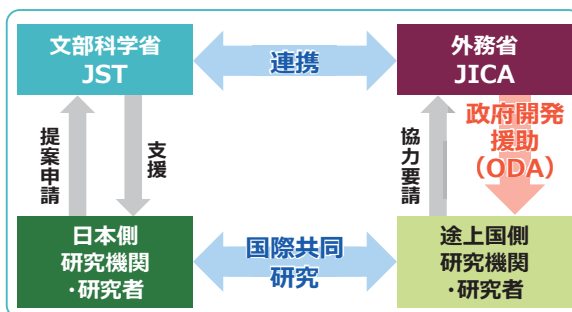 文部科学省
JST
連携
外務省
JICA
提案申請
支援
協力要請
政府開発
援助
（ODA）
日本側
研究機関
・研究者
国際共同
研究
途上国側
研究機関
・研究者